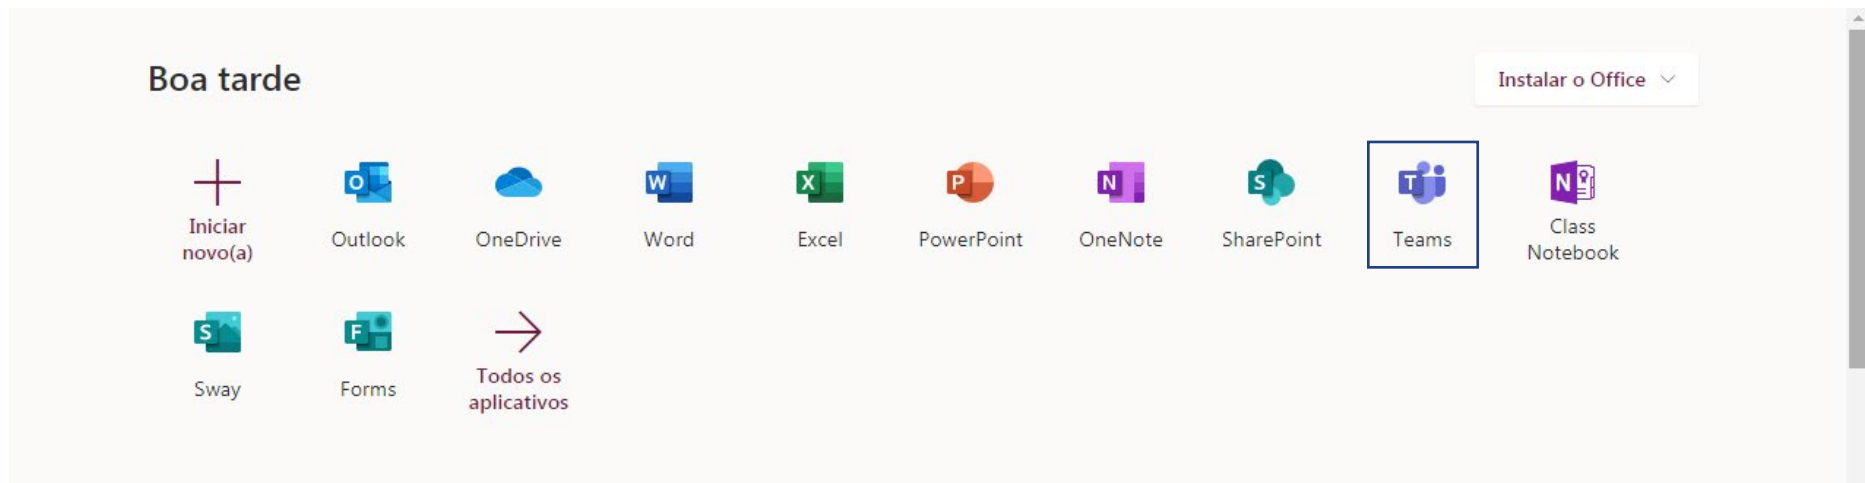 Boa tarde
Instalar o Office
Iniciar
novo(a)
Outlook
OneDrive
Word
Excel
PowerPoint
OneNote
SharePoint
Teams
Class
Notebook
Sway
Forms
Todos os
aplicativos